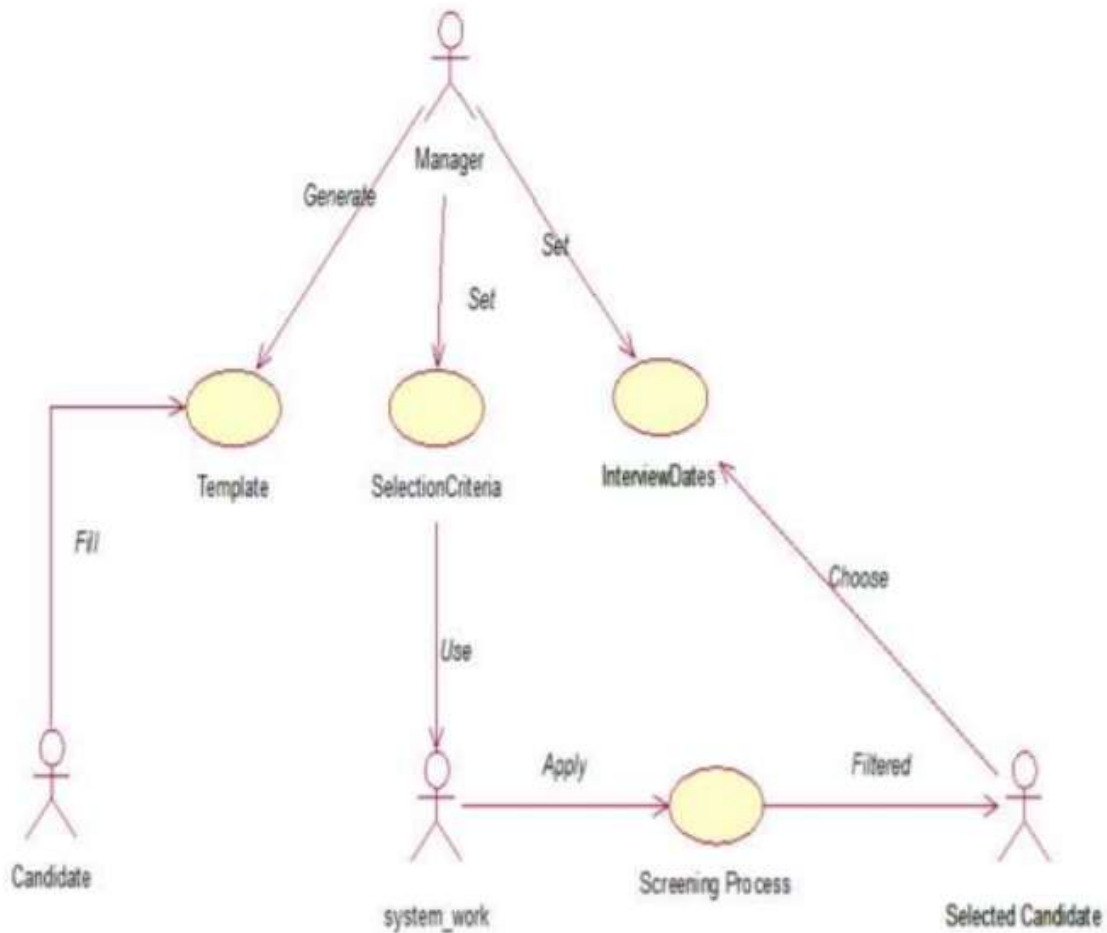 Manager
Generate
Set
Set
Template
SelectionCriteria
InterviewDates
Fill
Choose
Use
Apply
Filtered
Candidate
system_work
Screening Process
Selected Candidate